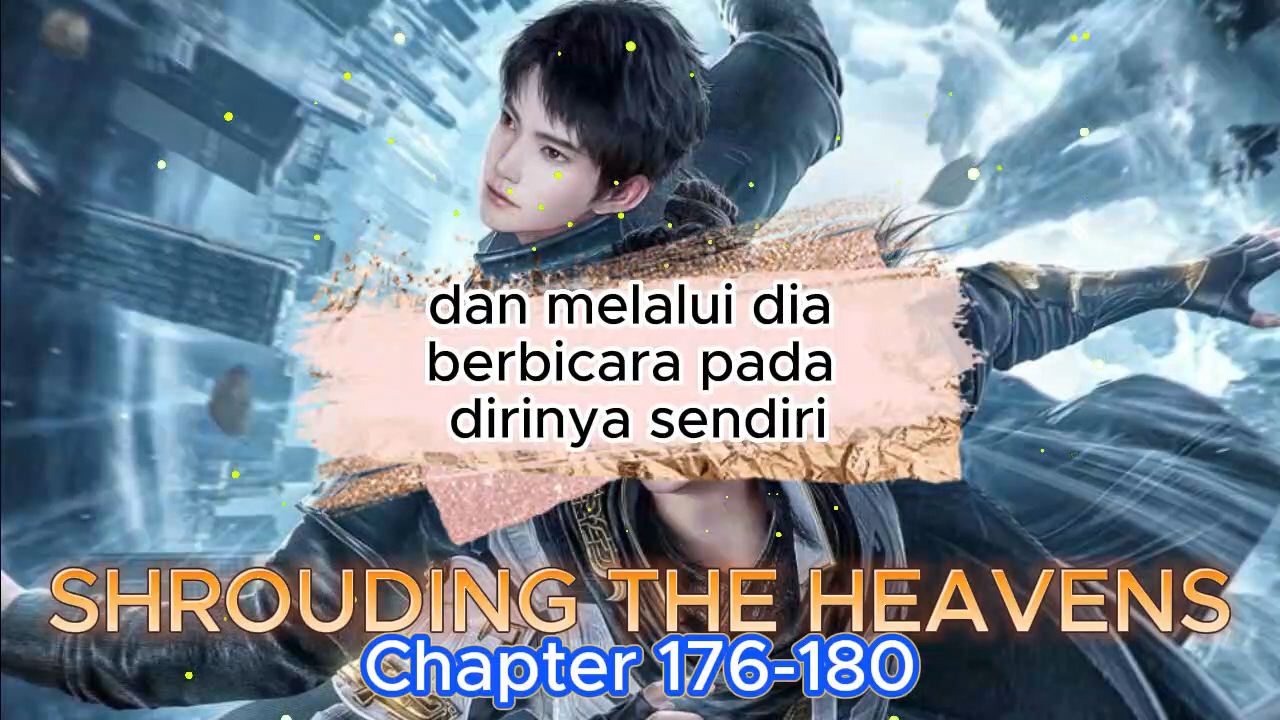 dan melalui dia
berbicara pada
dirinya sendiri
SHROUDING THE HEAVENS
Chapter 176-180